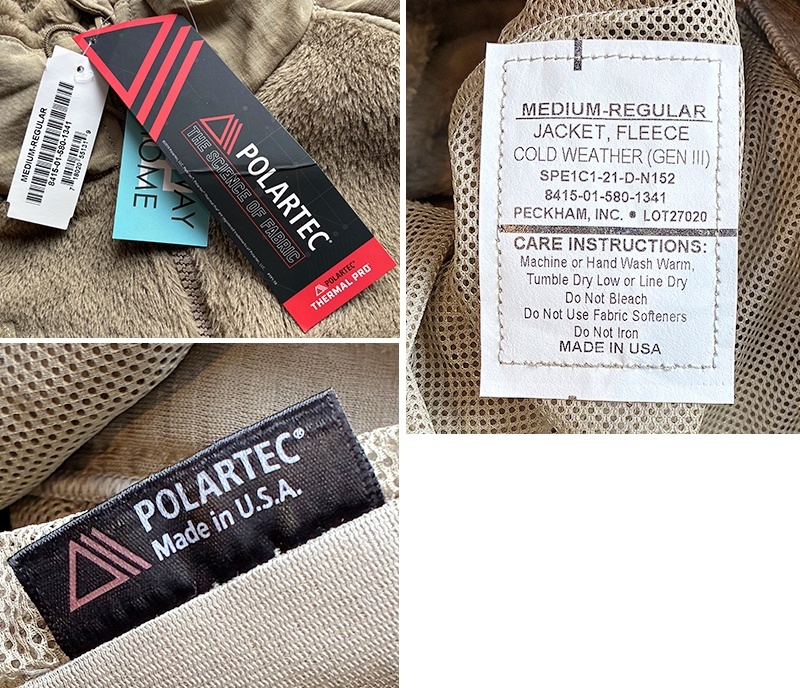 MEDIUM-REGULAR
8415-01-580-1341
WAY
HOME
POLARTEC®
THE SCIENCE OF FABRIC
POLARTEC®
THERMAL PRO®
MEDIUM-REGULAR
JACKET, FLEECE
COLD WEATHER (GEN III)
SPE1C1-21-D-N152
8415-01-580-1341
PECKHAM, INC. ® LOT27020
CARE INSTRUCTIONS:
Machine or Hand Wash Warm,
Tumble Dry Low or Line Dry
Do Not Bleach
Do Not Use Fabric Softeners
Do Not Iron
MADE IN USA
POLARTEC®
Made in U.S.A.